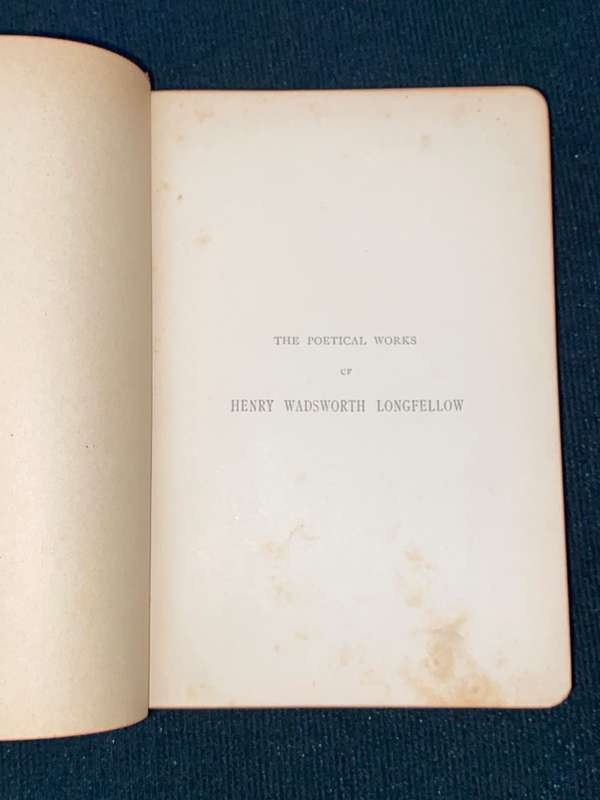 THE POETICAL WORKS
OF
HENRY WADSWORTH LONGFELLOW